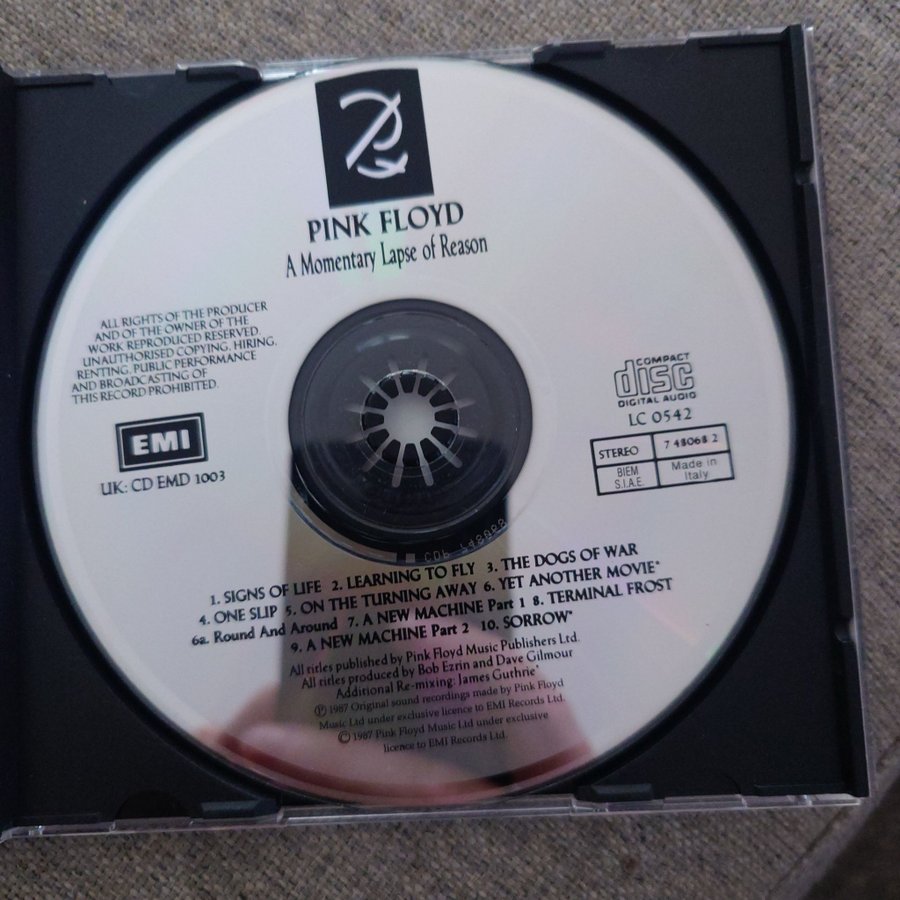 PINK FLOYD
A Momentary Lapse of Reason
ALL RIGHTS OF THE PRODUCER
AND OF THE OWNER OF THE
WORK REPRODUCED RESERVED.
UNAUTHORISED COPYING, HIRING,
RENTING, PUBLIC PERFORMANCE
AND BROADCASTING OF
THIS RECORD PROHIBITED.
EMI
UK: CD EMD 1003
COMPACT
disc
DIGITAL AUDIO
LC 0542
STEREO 7 48068 2
BIEM
S.I.A.E.
Made in
Italy
1. SIGNS OF LIFE 2. LEARNING TO FLY 3. THE DOGS OF WAR
4. ONE SLIP 5. ON THE TURNING AWAY 6. YET ANOTHER MOVIE*
6a. Round And Around 7. A NEW MACHINE Part 1 8. TERMINAL FROST
9. A NEW MACHINE Part 2 10. SORROW*
All titles published by Pink Floyd Music Publishers Ltd.
All titles produced by Bob Ezrin and Dave Gilmour
Additional Re-mixing: James Guthrie*
Ⓟ 1987 Original sound recordings made by Pink Floyd
Music Ltd under exclusive licence to EMI Records Ltd.
© 1987 Pink Floyd Music Ltd under exclusive
licence to EMI Records Ltd.